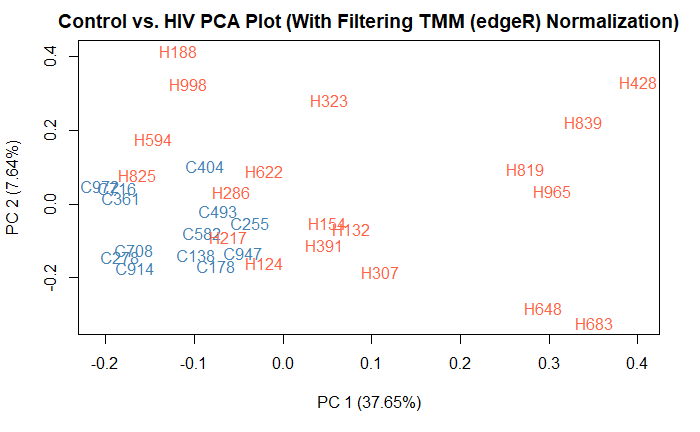 Control vs. HIV PCA Plot (With Filtering TMM (edgeR) Normalization)
H188
H998
H428
H323
H839
H594
C404
H622
H819
H825
C972
C716
H965
C361
H286
C493
C255
H154
H132
C582
H217
H391
C708
C947
C138
C278
C914
C178
H124
H307
H648
H683
0.4
0.2
0.0
-0.2
PC 2 (7.64%)
-0.2
-0.1
0.0
0.1
0.2
0.3
0.4
PC 1 (37.65%)